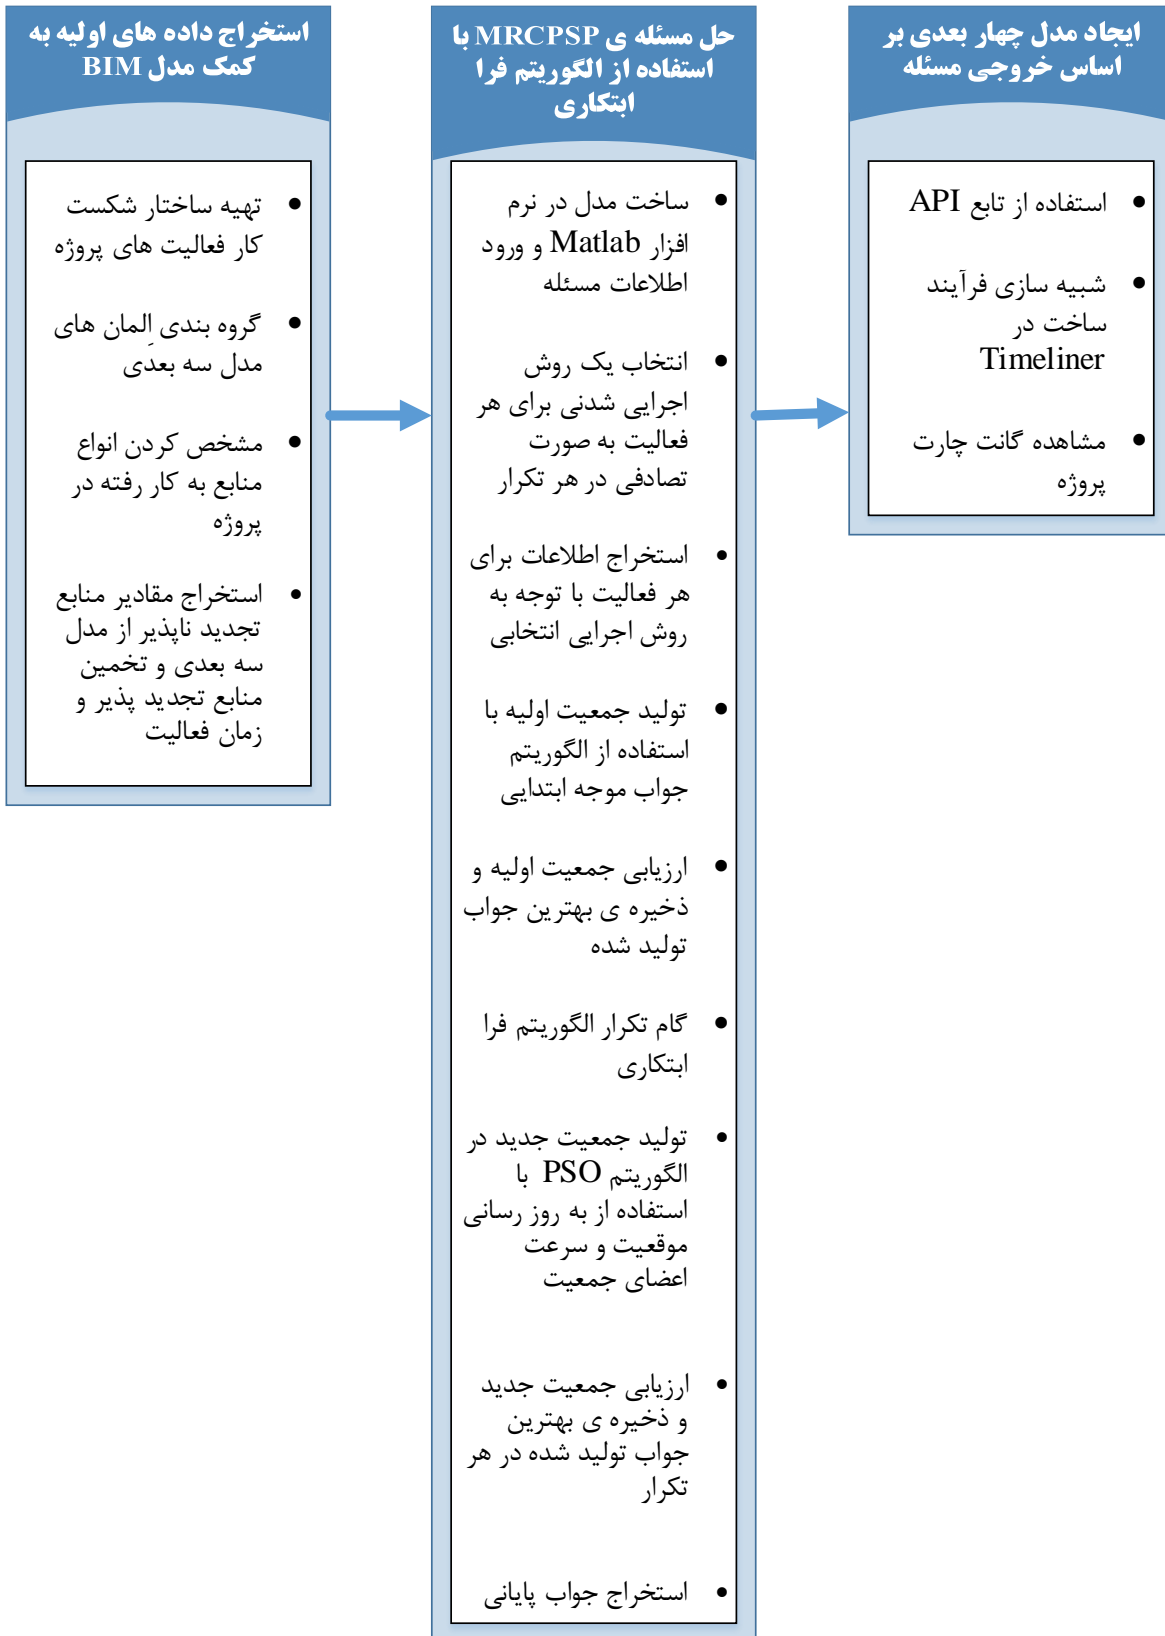 استخراج داده های اولیه به
کمک مدل BIM
تهیه ساختار شکست
کار فعالیت های پروژه
گروه بندی اِلمان های
مدل سه بعدی
مشخص کردن انواع
منابع به کار رفته در
پروژه
استخراج مقادیر منابع
تجدید ناپذیر از مدل
سه بعدی و تخمین
منابع تجدید پذیر و
زمان فعالیت
حل مسئله ی MRCPSP با
استفاده از الگوریتم فرا
ابتکاری
ساخت مدل در نرم
افزار Matlab و ورود
اطلاعات مسئله
انتخاب یک روش
اجرایی شدنی برای هر
فعالیت به صورت
تصادفی در هر تکرار
استخراج اطلاعات برای
هر فعالیت با توجه به
روش اجرایی انتخابی
تولید جمعیت اولیه با
استفاده از الگوریتم
جواب موجه ابتدایی
ارزیابی جمعیت اولیه و
ذخیره ی بهترین جواب
تولید شده
گام تکرار الگوریتم فرا
ابتکاری
تولید جمعیت جدید در
الگوریتم PSO با
استفاده از به روز رسانی
موقعیت و سرعت
اعضای جمعیت
ارزیابی جمعیت جدید
و ذخیره ی بهترین
جواب تولید شده در هر
تکرار
استخراج جواب پایانی
ایجاد مدل چهار بعدی بر
اساس خروجی مسئله
استفاده از تابع API
شبیه سازی فرآیند
ساخت در
Timeliner
مشاهده گانت چارت
پروژه